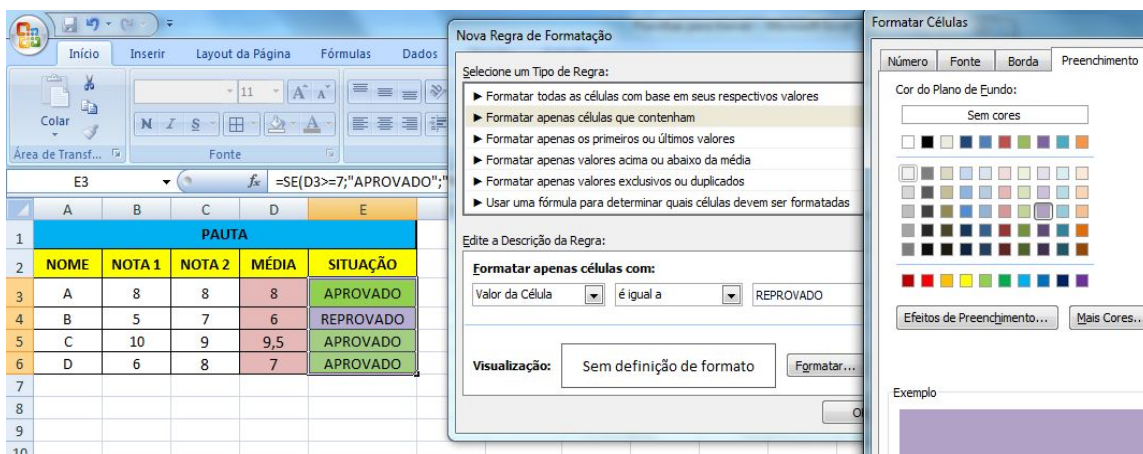 Início Inserir Layout da Página Fórmulas Dados
Colar
11
A A
N I S A
Área de Transf... Fonte
E3 fx =SE(D3>=7;"APROVADO";"
A B C D E
1 PAUTA
2 NOME NOTA 1 NOTA 2 MÉDIA SITUAÇÃO
3 A 8 8 8 APROVADO
4 B 5 7 6 REPROVADO
5 C 10 9 9,5 APROVADO
6 D 6 8 7 APROVADO
7
8
9
10
Nova Regra de Formatação
Selecione um Tipo de Regra:
► Formatar todas as células com base em seus respectivos valores
► Formatar apenas células que contenham
► Formatar apenas os primeiros ou últimos valores
► Formatar apenas valores acima ou abaixo da média
► Formatar apenas valores exclusivos ou duplicados
► Usar uma fórmula para determinar quais células devem ser formatadas
Edite a Descrição da Regra:
Formatar apenas células com:
Valor da Célula é igual a REPROVADO
Visualização: Sem definição de formato Formatar...
Formatar Células
Número Fonte Borda Preenchimento
Cor do Plano de Fundo:
Sem cores
Efeitos de Preenchimento... Mais Cores...
Exemplo